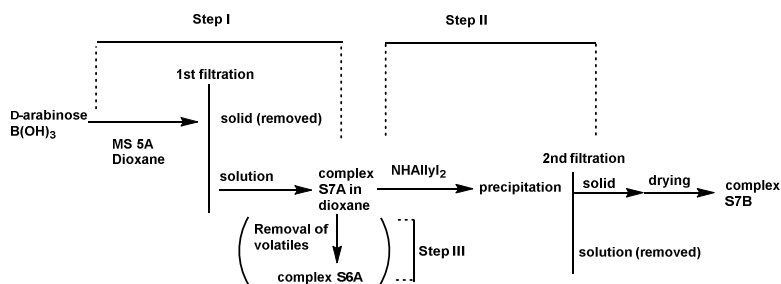 Step I
Step II
1st filtration
D-arabinose
B(OH)3
solid (removed)
MS 5A
Dioxane
solution
complex
S7A in
dioxane
NHAllyl2
precipitation
2nd filtration
solid
drying
complex
S7B
Removal of
volatiles
Step III
complex S6A
solution (removed)